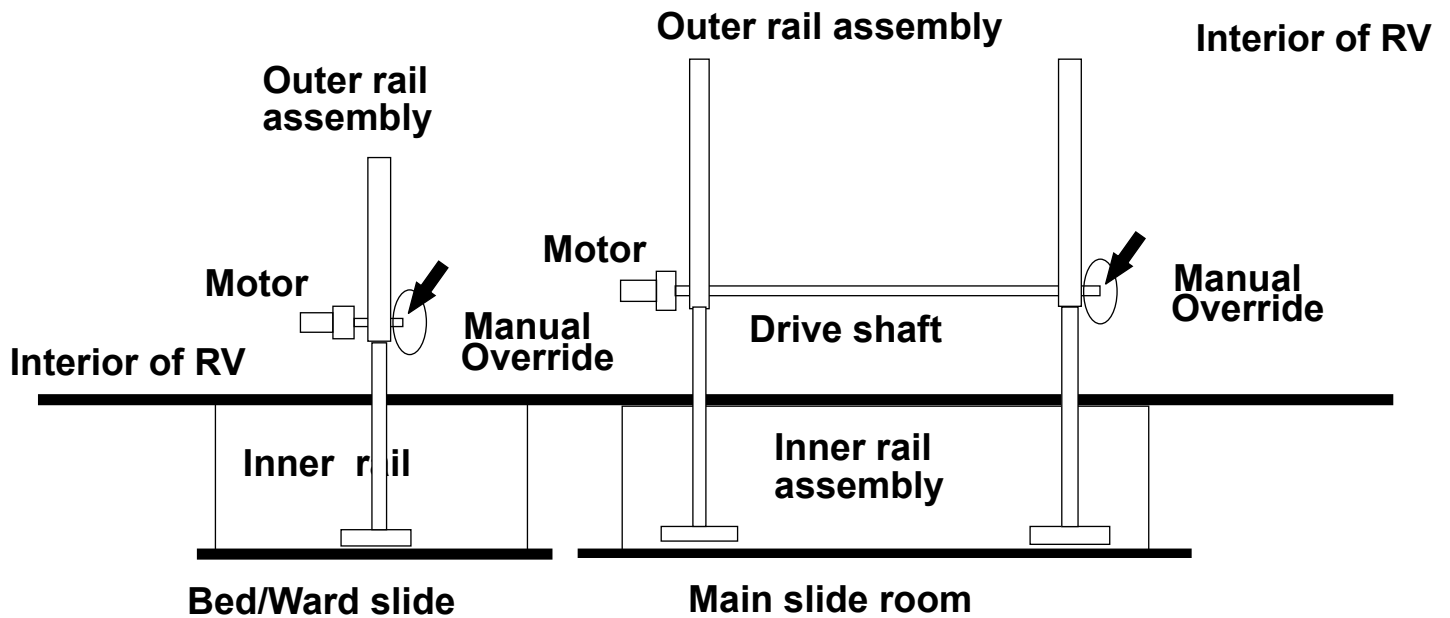 Outer rail assembly
Interior of RV
Outer rail
assembly
Motor
Manual
Override
Motor
Manual
Override
Drive shaft
Interior of RV
Inner rail
Inner rail
assembly
Bed/Ward slide
Main slide room